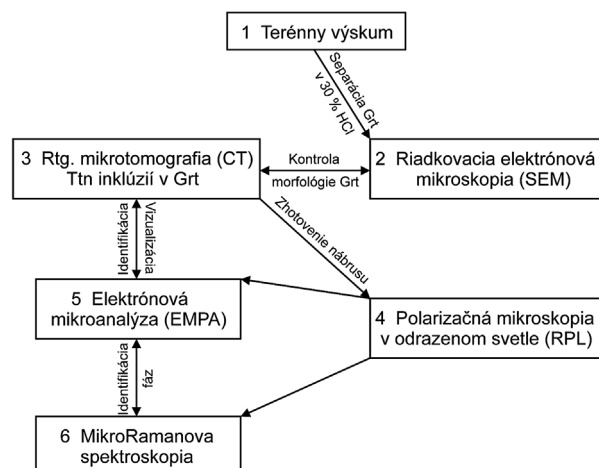 1 Terénny výskum
Separácia Grt
v 30 % HCl
3 Rtg. mikrotomografia (CT)
Ttn inklúzií v Grt
Kontrola
morfológie Grt
2 Riadkovacia elektrónová
mikroskopia (SEM)
Identifikácia
Vizualizácia
Zhotovenie nábrusu
5 Elektrónová
mikroanalýza (EMPA)
4 Polarizačná mikroskopia
v odrazenom svetle (RPL)
Identifikácia
fáz
6 MikroRamanova
spektroskopia